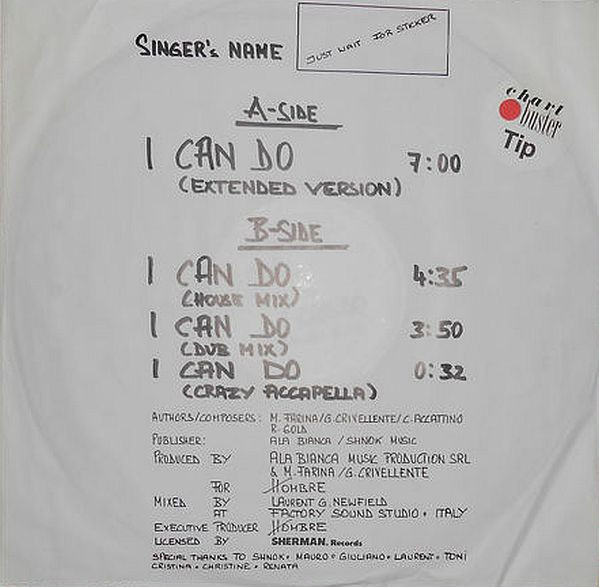 SINGER'S NAME
JUST WAIT FOR STICKER
chart
buster
Tip
A-SIDE
I CAN DO 7:00
(EXTENDED VERSION)
B-SIDE
I CAN DO 4:35
(HOUSE MIX)
I CAN DO 3:50
(DUB MIX)
I CAN DO 0:32
(CRAZY ACCAPELLA)
AUTHORS/COMPOSERS: M. FARINA/G. CRIVELLENTE/C. ACCATTINO
R. GOLD
PUBLISHER: ALA BIANCA / SHNOK MUSIC
PRODUCED BY ALA BIANCA MUSIC PRODUCTION SRL
& M. FARINA /G. CRIVELLENTE
FOR HOMBRE
MIXED BY LAURENT G. NEWFIELD
AT FACTORY SOUND STUDIO • ITALY
EXECUTIVE PRODUCER HOMBRE
LICENSED BY SHERMAN. Records
SPECIAL THANKS TO SHNOK • MAURO • GIULIANO • LAURENT • TONI
CRISTINA • CHRISTINE • RENATA